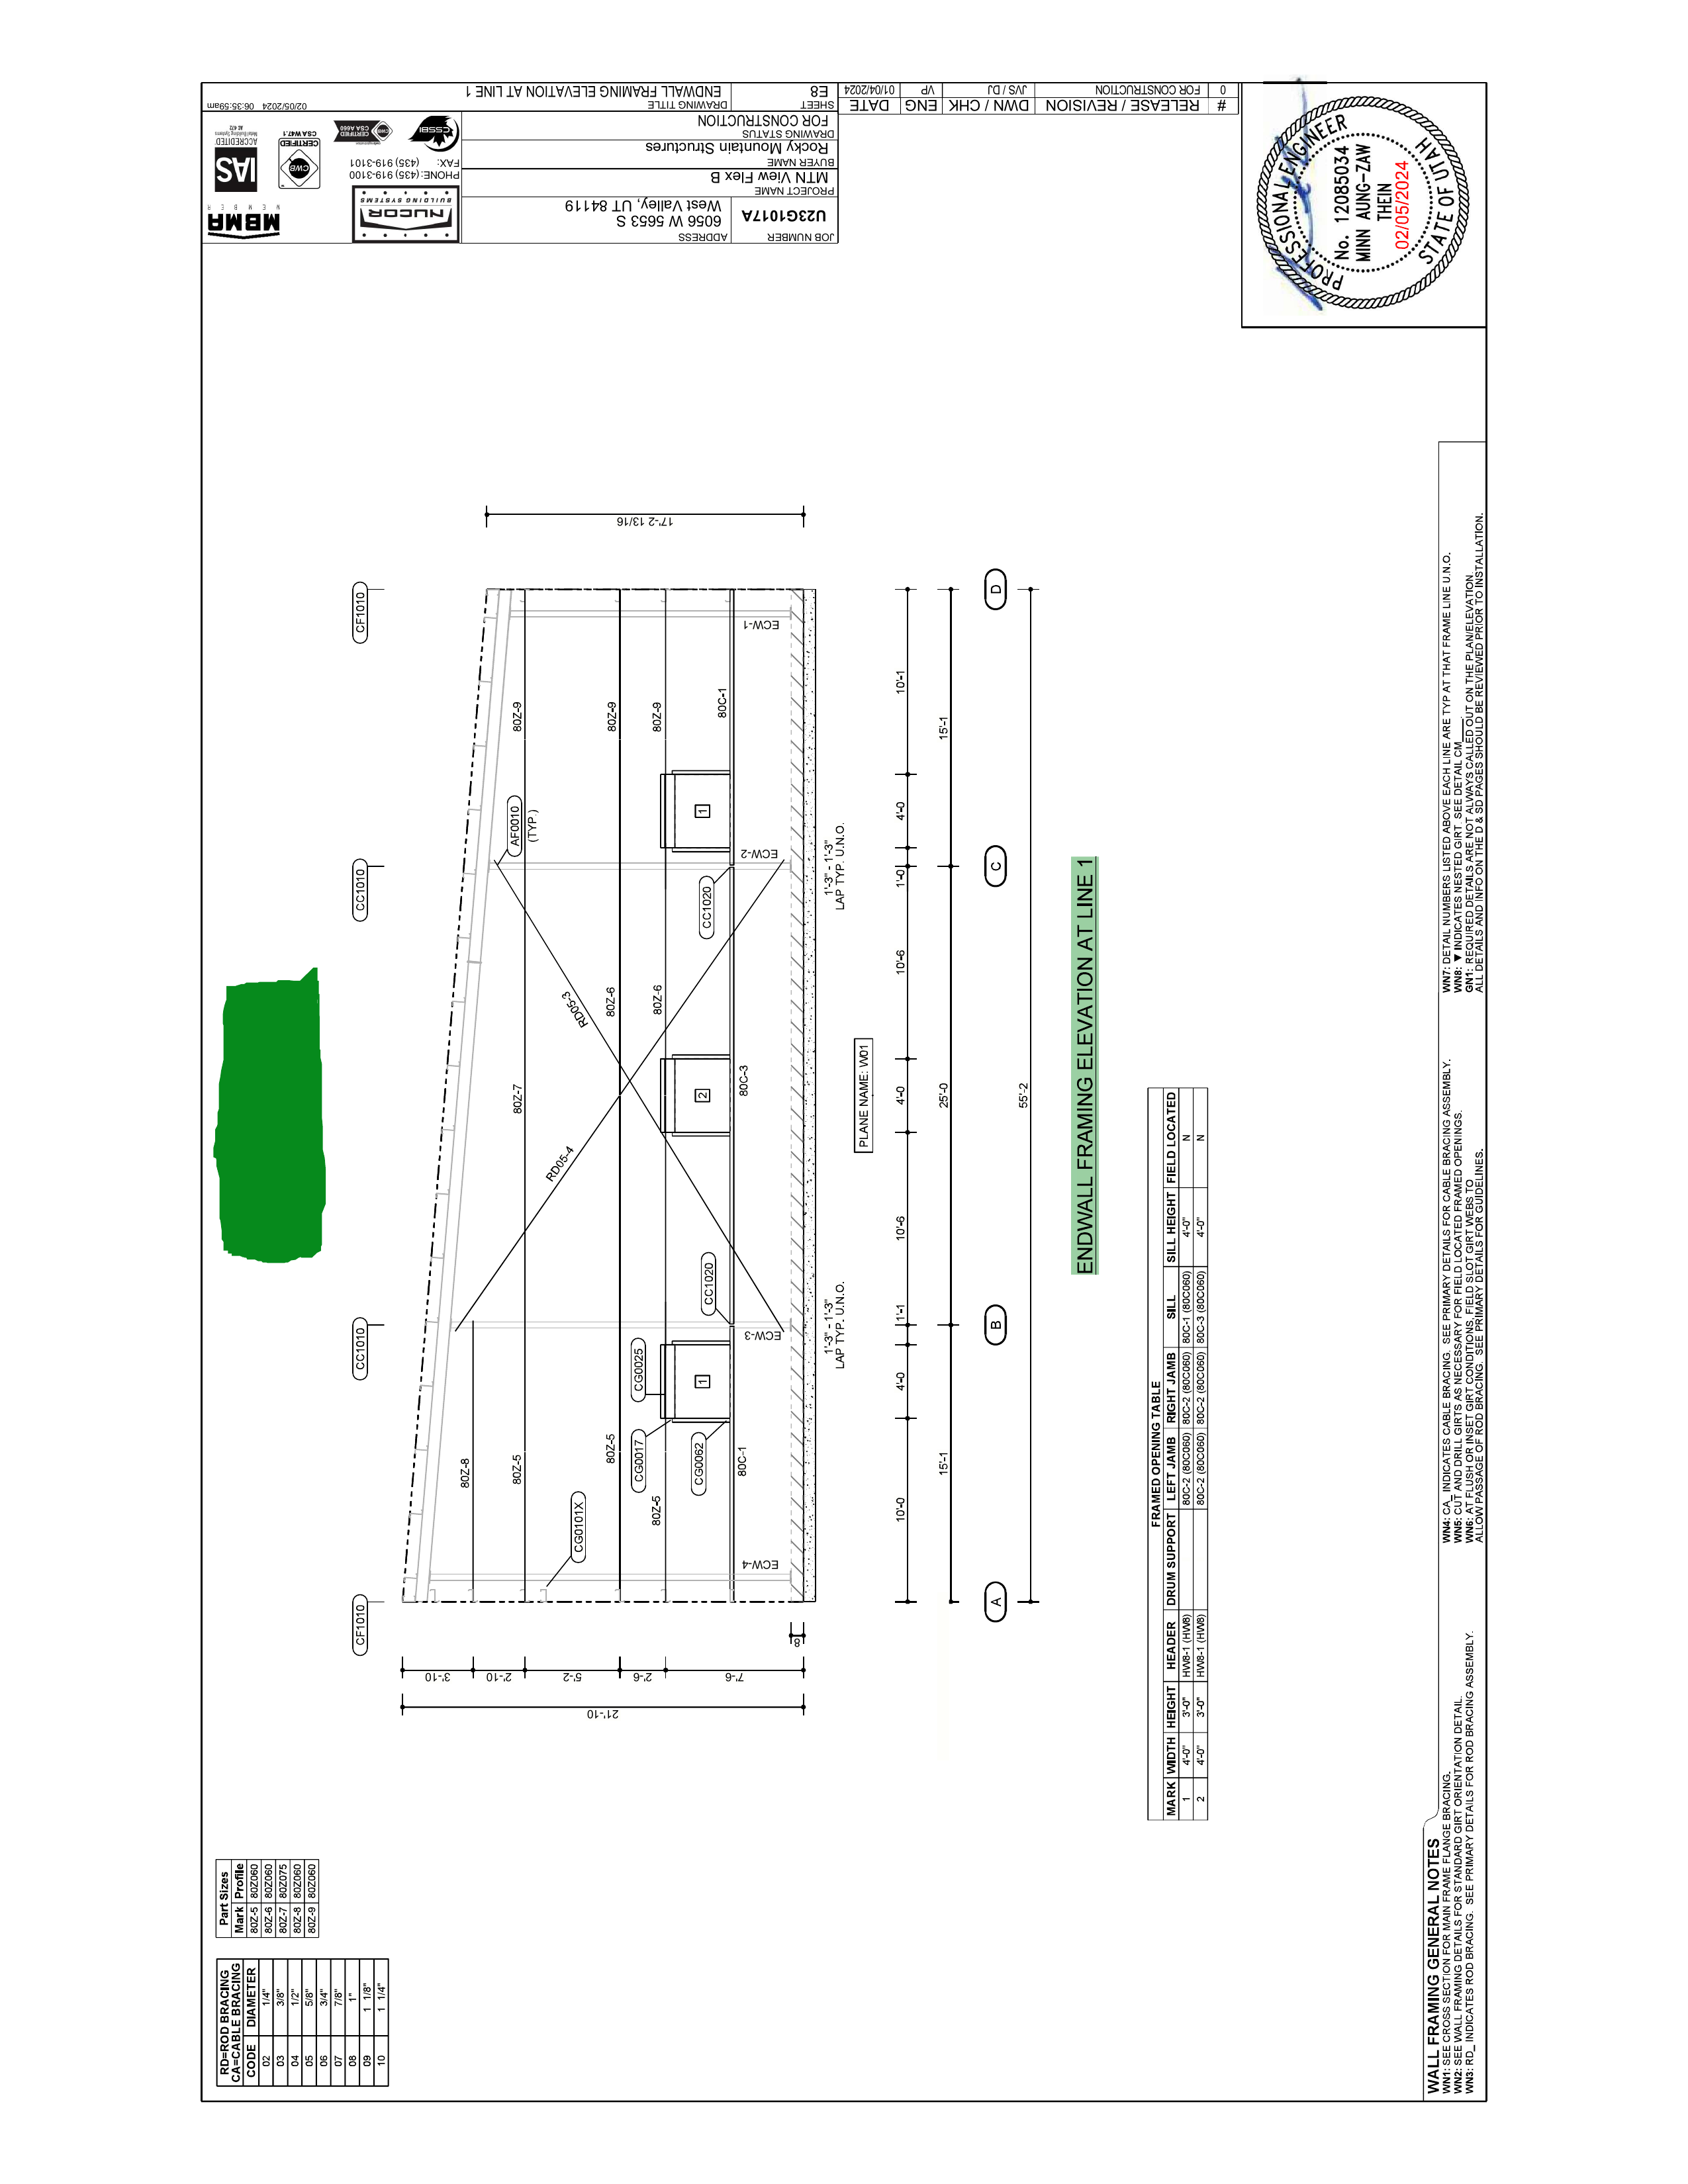 RD=ROD BRACING
CA=CABLE BRACING
CODE DIAMETER
02 1/4"
03 3/8"
04 1/2"
05 5/8"
06 3/4"
07 7/8"
08 1"
09 1 1/8"
10 1 1/4"
Part Sizes
Mark Profile
80Z-5 80Z060
80Z-6 80Z060
80Z-7 80Z075
80Z-8 80Z060
80Z-9 80Z060
CF1010
CC1010
CC1010
CF1010
21'-10
3'-10
2'-10
5'-2
2'-6
7'-6
8
17'-2 13/16
80Z-8
80Z-5
80Z-7
80Z-9
80Z-5
80Z-6
80Z-9
80Z-5
80Z-6
80Z-9
80C-1
80C-3
80C-1
CG0101X
CG0017
CG0025
CG0062
CC1020
CC1020
AF0010
(TYP.)
RD05-4
RD05-3
ECW-4
ECW-3
ECW-2
ECW-1
1
2
1
1'-3" - 1'-3"
LAP TYP. U.N.O.
1'-3" - 1'-3"
LAP TYP. U.N.O.
PLANE NAME: W01
10'-0
4'-0
1'-1
10'-6
4'-0
10'-6
1'-0
4'-0
10'-1
15'-1
25'-0
15'-1
A
B
C
D
55'-2
ENDWALL FRAMING ELEVATION AT LINE 1
FRAMED OPENING TABLE
MARK WIDTH HEIGHT HEADER DRUM SUPPORT LEFT JAMB RIGHT JAMB SILL SILL HEIGHT FIELD LOCATED
1 4'-0" 3'-0" HW8-1 (HW8) 80C-2 (80C060) 80C-2 (80C060) 80C-1 (80C060) 4'-0" N
2 4'-0" 3'-0" HW8-1 (HW8) 80C-2 (80C060) 80C-2 (80C060) 80C-3 (80C060) 4'-0" N
WALL FRAMING GENERAL NOTES
WN1: SEE CROSS SECTION FOR MAIN FRAME FLANGE BRACING.
WN2: SEE WALL FRAMING DETAILS FOR STANDARD GIRT ORIENTATION DETAIL.
WN3: RD_ INDICATES ROD BRACING. SEE PRIMARY DETAILS FOR ROD BRACING ASSEMBLY.
WN4: CA_ INDICATES CABLE BRACING. SEE PRIMARY DETAILS FOR CABLE BRACING ASSEMBLY.
WN5: CUT AND DRILL GIRTS AS NECESSARY FOR FIELD LOCATED FRAMED OPENINGS.
WN6: AT FLUSH OR INSET GIRT CONDITIONS, FIELD SLOT GIRT WEBS TO
ALLOW PASSAGE OF ROD BRACING. SEE PRIMARY DETAILS FOR GUIDELINES.
WN7: DETAIL NUMBERS LISTED ABOVE EACH LINE ARE TYP AT THAT FRAME LINE U.N.O.
WN8: ▼ INDICATES NESTED GIRT. SEE DETAIL CM____
GN1: REQUIRED DETAILS ARE NOT ALWAYS CALLED OUT ON THE PLAN/ELEVATION.
ALL DETAILS AND INFO ON THE D & SD PAGES SHOULD BE REVIEWED PRIOR TO INSTALLATION.
PROFESSIONAL ENGINEER
No. 12085034
MINN AUNG-ZAW
THEIN
02/05/2024
STATE OF UTAH
# RELEASE / REVISION DWN / CHK ENG DATE
0 FOR CONSTRUCTION JVS / DJ VP 01/04/2024
JOB NUMBER
U23G1017A
ADDRESS
6056 W 5653 S
West Valley, UT 84119
PROJECT NAME
MTN View Flex B
BUYER NAME
Rocky Mountain Structures
DRAWING STATUS
FOR CONSTRUCTION
SHEET
E8
DRAWING TITLE
ENDWALL FRAMING ELEVATION AT LINE 1
NUCOR
BUILDING SYSTEMS
PHONE: (435) 919-3100
FAX: (435) 919-3101
MBMA
MEMBER
IAS
ACCREDITED
Metal Building Systems
AC 472
CWB
CERTIFIED
CSA W47.1
CWB
CERTIFIED
CSA A660
CSSBI
02/05/2024 06:35:59am